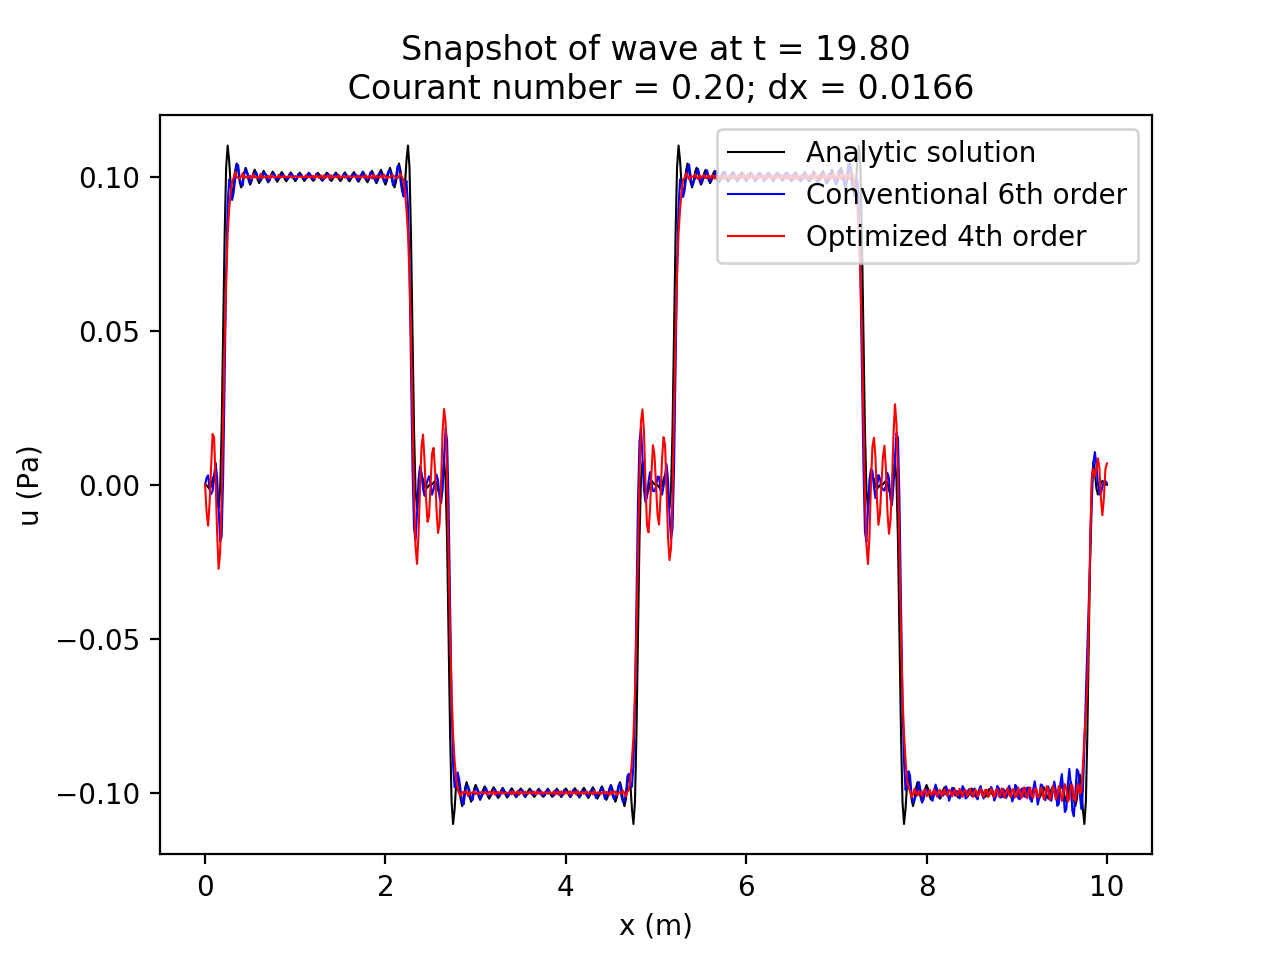 Snapshot of wave at t = 19.80
Courant number = 0.20; dx = 0.0166
Analytic solution
Conventional 6th order
Optimized 4th order
u (Pa)
0.10
0.05
0.00
−0.05
−0.10
0 2 4 6 8 10
x (m)